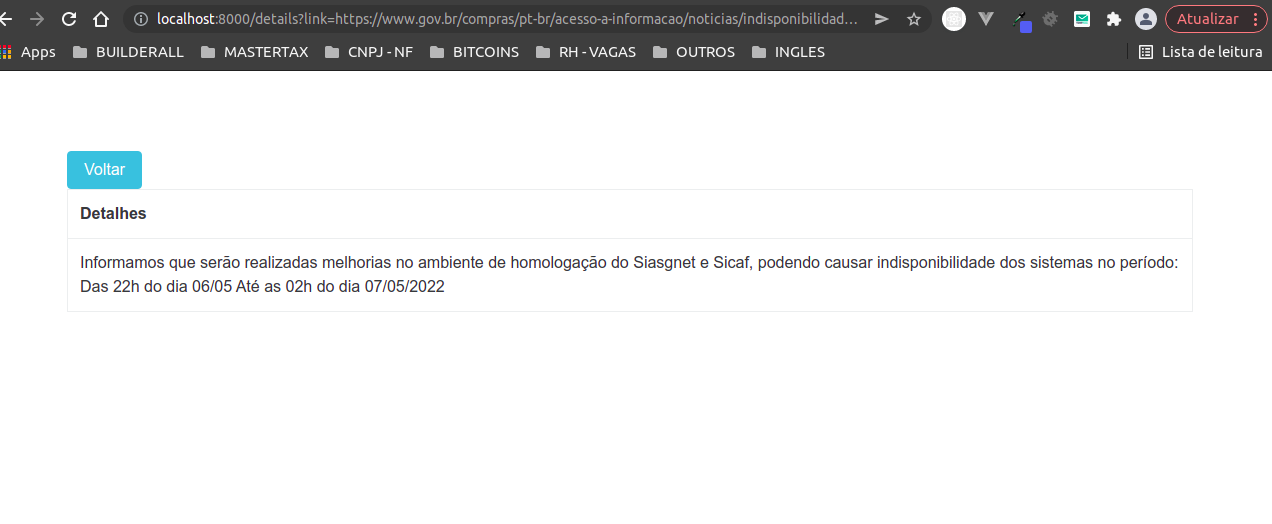 localhost:8000/details?link=https://www.gov.br/compras/pt-br/acesso-a-informacao/noticias/indisponibilidad…
Atualizar
Apps BUILDERALL MASTERTAX CNPJ - NF BITCOINS RH - VAGAS OUTROS INGLES Lista de leitura
Voltar
Detalhes
Informamos que serão realizadas melhorias no ambiente de homologação do Siasgnet e Sicaf, podendo causar indisponibilidade dos sistemas no período:
Das 22h do dia 06/05 Até as 02h do dia 07/05/2022